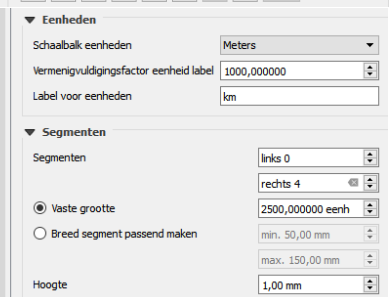 Eenheden
Schaalbalk eenheden Meters
Vermenigvuldigingsfactor eenheid label 1000,000000
Label voor eenheden km
Segmenten
Segmenten links 0
rechts 4
Vaste grootte 2500,000000 eenh
Breed segment passend maken min. 50,00 mm
max. 150,00 mm
Hoogte 1,00 mm